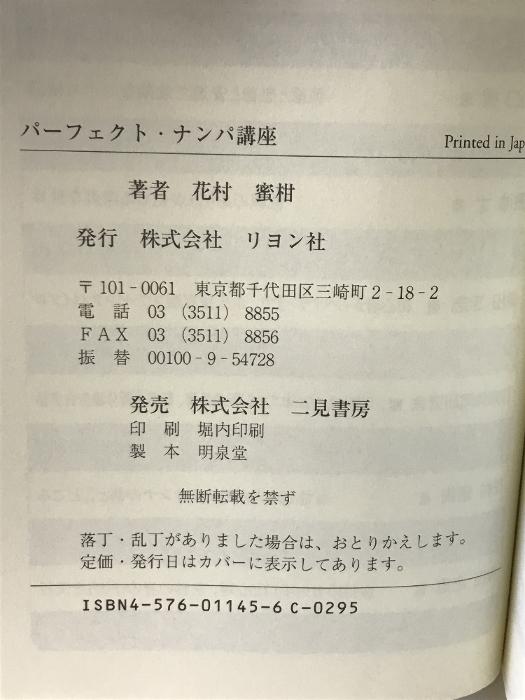 パーフェクト・ナンパ講座
Printed in Jap
著者 花村 蜜柑
発行 株式会社 リヨン社
〒101-0061 東京都千代田区三崎町2-18-2
電 話 03 (3511) 8855
ＦＡＸ 03 (3511) 8856
振 替 00100-9-54728
発売 株式会社 二見書房
印 刷 堀内印刷
製 本 明泉堂
無断転載を禁ず
落丁・乱丁がありました場合は、おとりかえします。
定価・発行日はカバーに表示してあります。
ISBN4-576-01145-6 C-0295